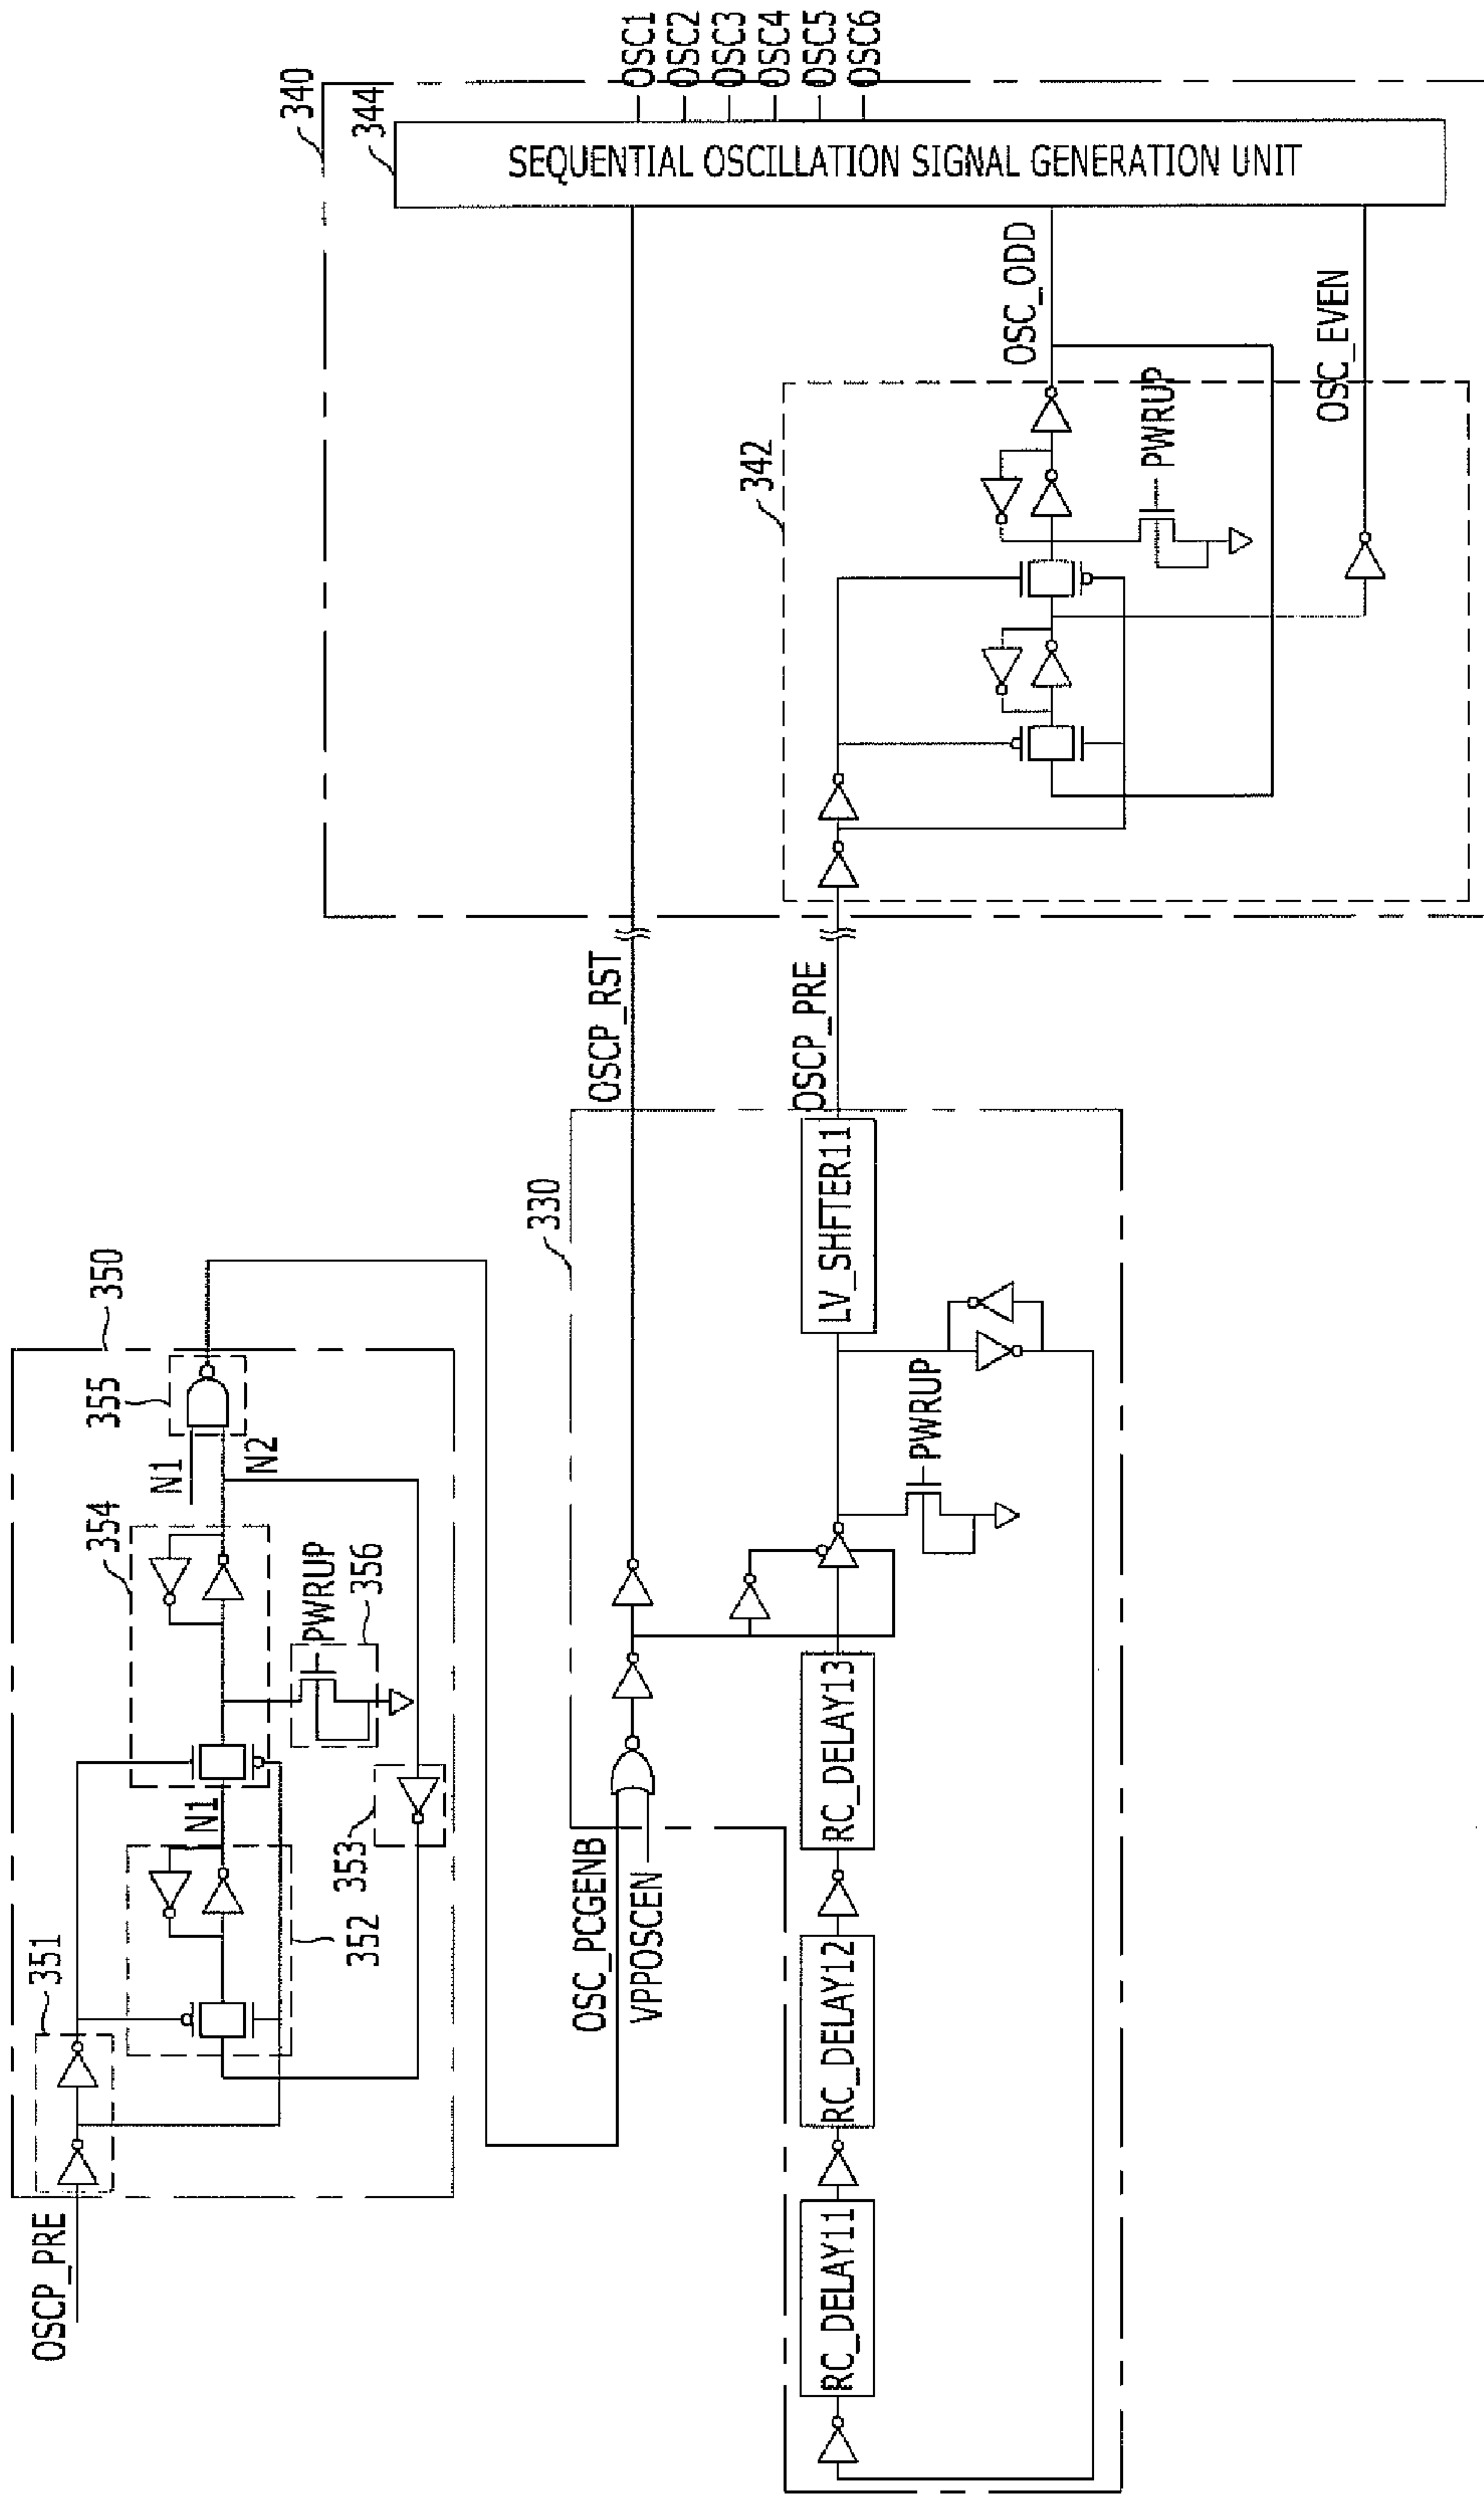 OSCP_PRE
351
352
N1
353
354
PWRUP
356
N1
N2
355
350
OSC_PCGENB
VPPOSCEN
330
RC_DELAY11
RC_DELAY12
RC_DELAY13
PWRUP
LV_SHFTER11
OSCP_RST
OSCP_PRE
342
PWRUP
OSC_ODD
OSC_EVEN
340
344
SEQUENTIAL OSCILLATION SIGNAL GENERATION UNIT
OSC1
OSC2
OSC3
OSC4
OSC5
OSC6